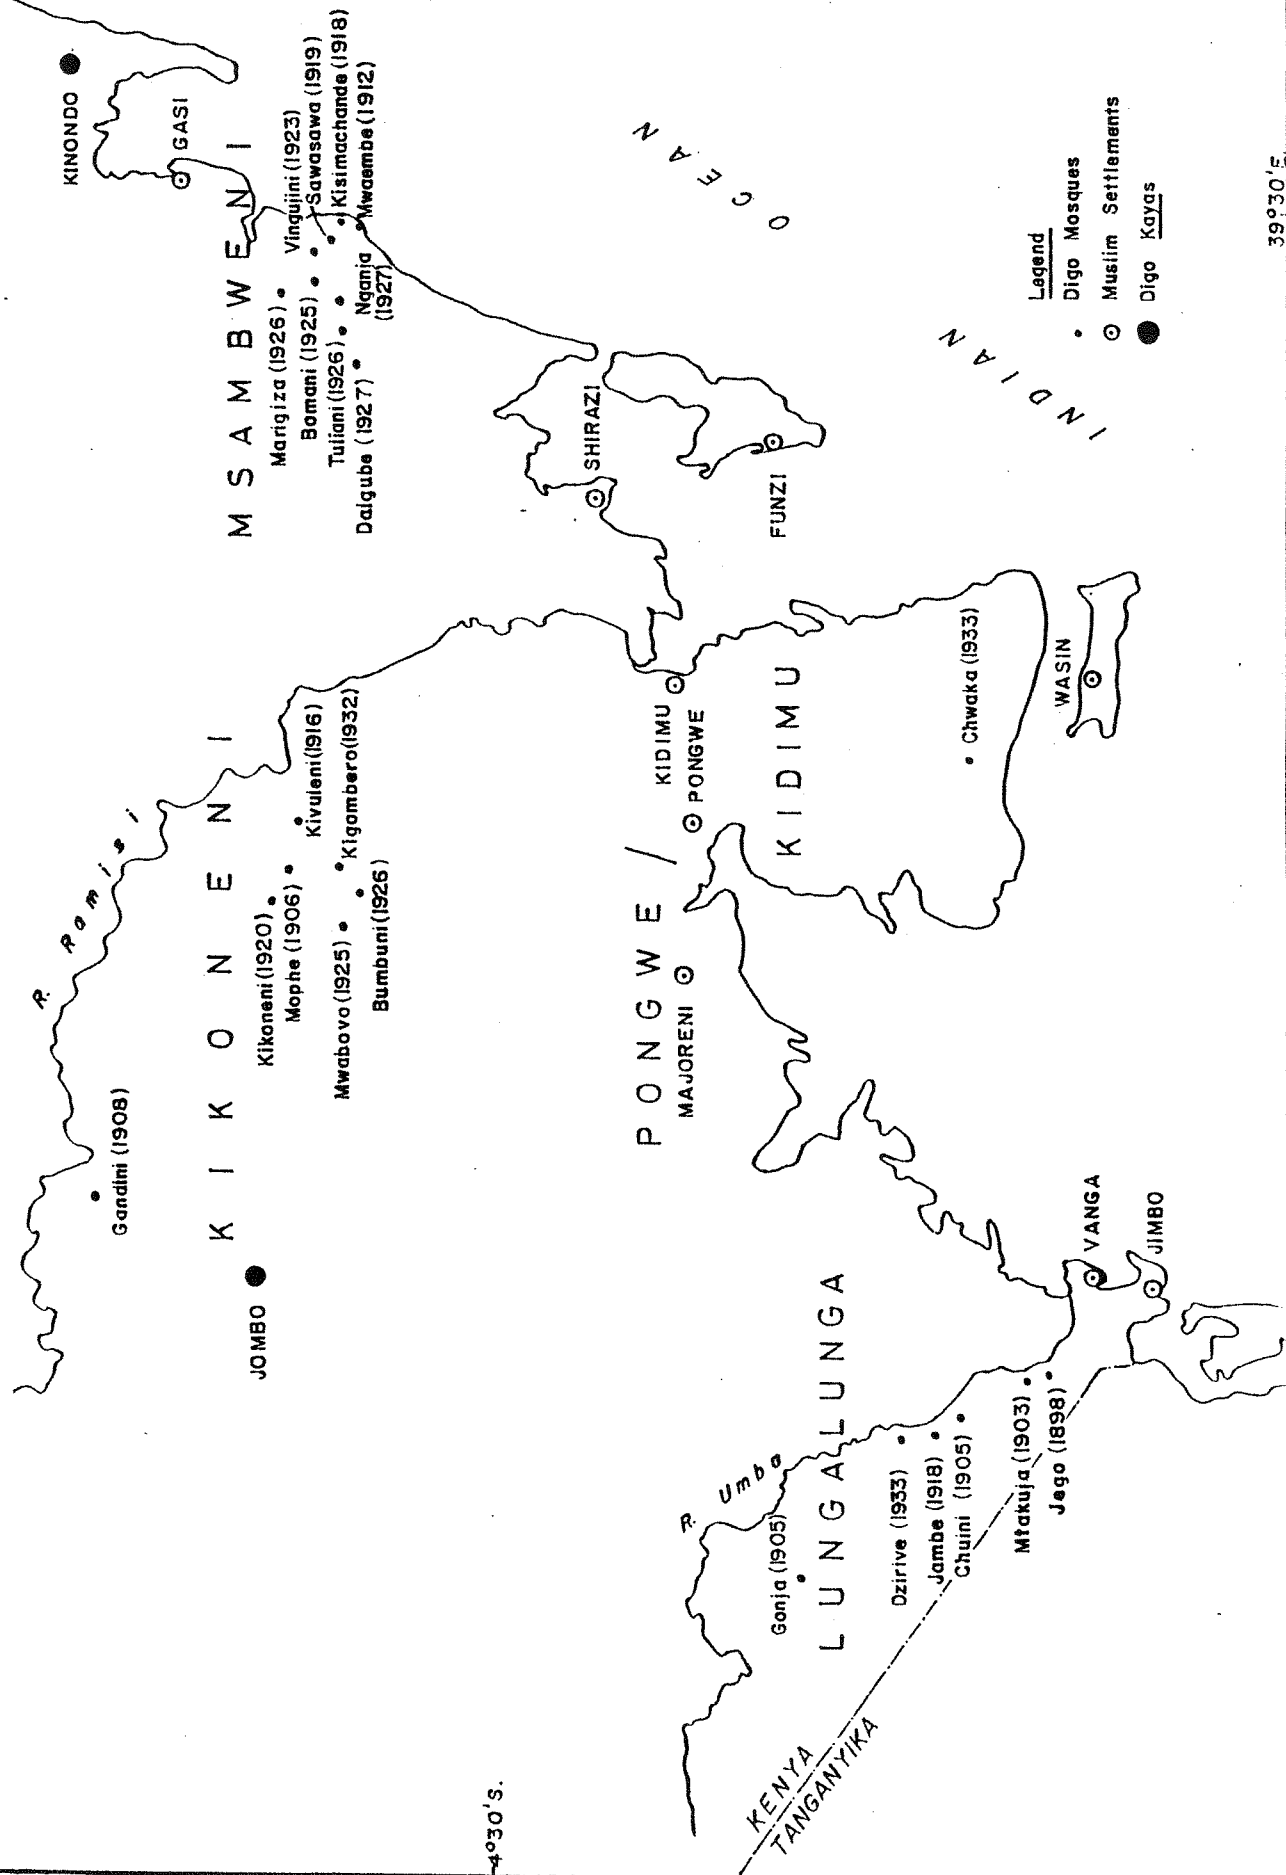 KINONDO
GASI
MSAMBWENI
Vingujini (1923)
Sawasawa (1919)
Kisimachande (1918)
Mwaembe (1912)
Marigiza (1926)
Bomani (1925)
Tuliani (1926)
Nganja
(1927)
Dalgube (1927)
SHIRAZI
FUNZI
INDIAN
OCEAN
R. Ramisi
KIKONENI
Gandini (1908)
JOMBO
Kikoneni (1920)
Mophe (1906)
Kivuleni (1916)
Mwabovo (1925)
Kigombero (1932)
Bumbuni (1926)
4°30'S.
PONGWE /
KIDIMU
KIDIMU
PONGWE
MAJORENI
Chwaka (1933)
WASIN
R. Umba
LUNGALUNGA
Gonja (1905)
Dzirive (1933)
Jambe (1918)
Chuini (1905)
Mtakuja (1903)
Jego (1898)
VANGA
JIMBO
KENYA
TANGANYIKA
Legend
Digo Mosques
Muslim Settlements
Digo Kayas
39°30'E